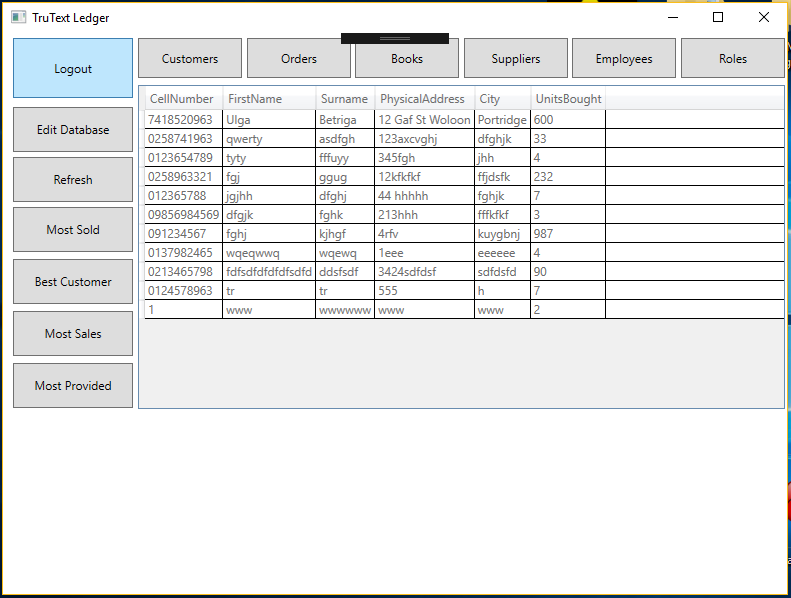 TruText Ledger
Logout
Customers Orders Books Suppliers Employees Roles
Edit Database
Refresh
Most Sold
Best Customer
Most Sales
Most Provided
CellNumber FirstName Surname PhysicalAddress City UnitsBought
7418520963 Ulga Betriga 12 Gaf St Woloon Portridge 600
0258741963 qwerty asdfgh 123axcvghj dfghjk 33
0123654789 tyty fffuyy 345fgh jhh 4
0258963321 fgj ggug 12kfkfkf ffjdsfk 232
012365788 jgjhh dfghj 44 hhhhh fghjk 7
09856984569 dfgjk fghk 213hhh fffkfkf 3
091234567 fghj kjhgf 4rfv kuygbnj 987
0137982465 wqeqwwq wqewq 1eee eeeeee 4
0213465798 fdfsdfdfdfdfsdfd ddsfsdf 3424sdfdsf sdfdsfd 90
0124578963 tr tr 555 h 7
1 www wwwwww www www 2